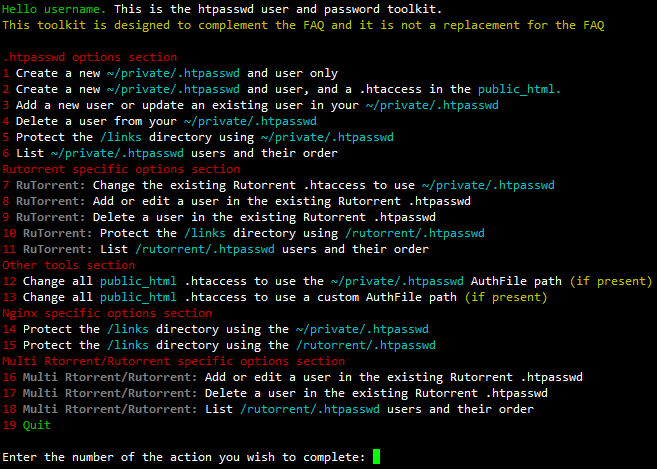 Hello username. This is the htpasswd user and password toolkit.
This toolkit is designed to complement the FAQ and it is not a replacement for the FAQ
.htpasswd options section
1 Create a new ~/private/.htpasswd and user only
2 Create a new ~/private/.htpasswd and user, and a .htaccess in the public_html.
3 Add a new user or update an existing user in your ~/private/.htpasswd
4 Delete a user from your ~/private/.htpasswd
5 Protect the /links directory using ~/private/.htpasswd
6 List ~/private/.htpasswd users and their order
Rutorrent specific options section
7 RuTorrent: Change the existing Rutorrent .htaccess to use ~/private/.htpasswd
8 RuTorrent: Add or edit a user in the existing Rutorrent .htpasswd
9 RuTorrent: Delete a user in the existing Rutorrent .htpasswd
10 RuTorrent: Protect the /links directory using /rutorrent/.htpasswd
11 RuTorrent: List /rutorrent/.htpasswd users and their order
Other tools section
12 Change all public_html .htaccess to use the ~/private/.htpasswd AuthFile path (if present)
13 Change all public_html .htaccess to use a custom AuthFile path (if present)
Nginx specific options section
14 Protect the /links directory using the ~/private/.htpasswd
15 Protect the /links directory using the /rutorrent/.htpasswd
Multi Rtorrent/Rutorrent specific options section
16 Multi Rtorrent/Rutorrent: Add or edit a user in the existing Rutorrent .htpasswd
17 Multi Rtorrent/Rutorrent: Delete a user in the existing Rutorrent .htpasswd
18 Multi Rtorrent/Rutorrent: List /rutorrent/.htpasswd users and their order
19 Quit
Enter the number of the action you wish to complete: